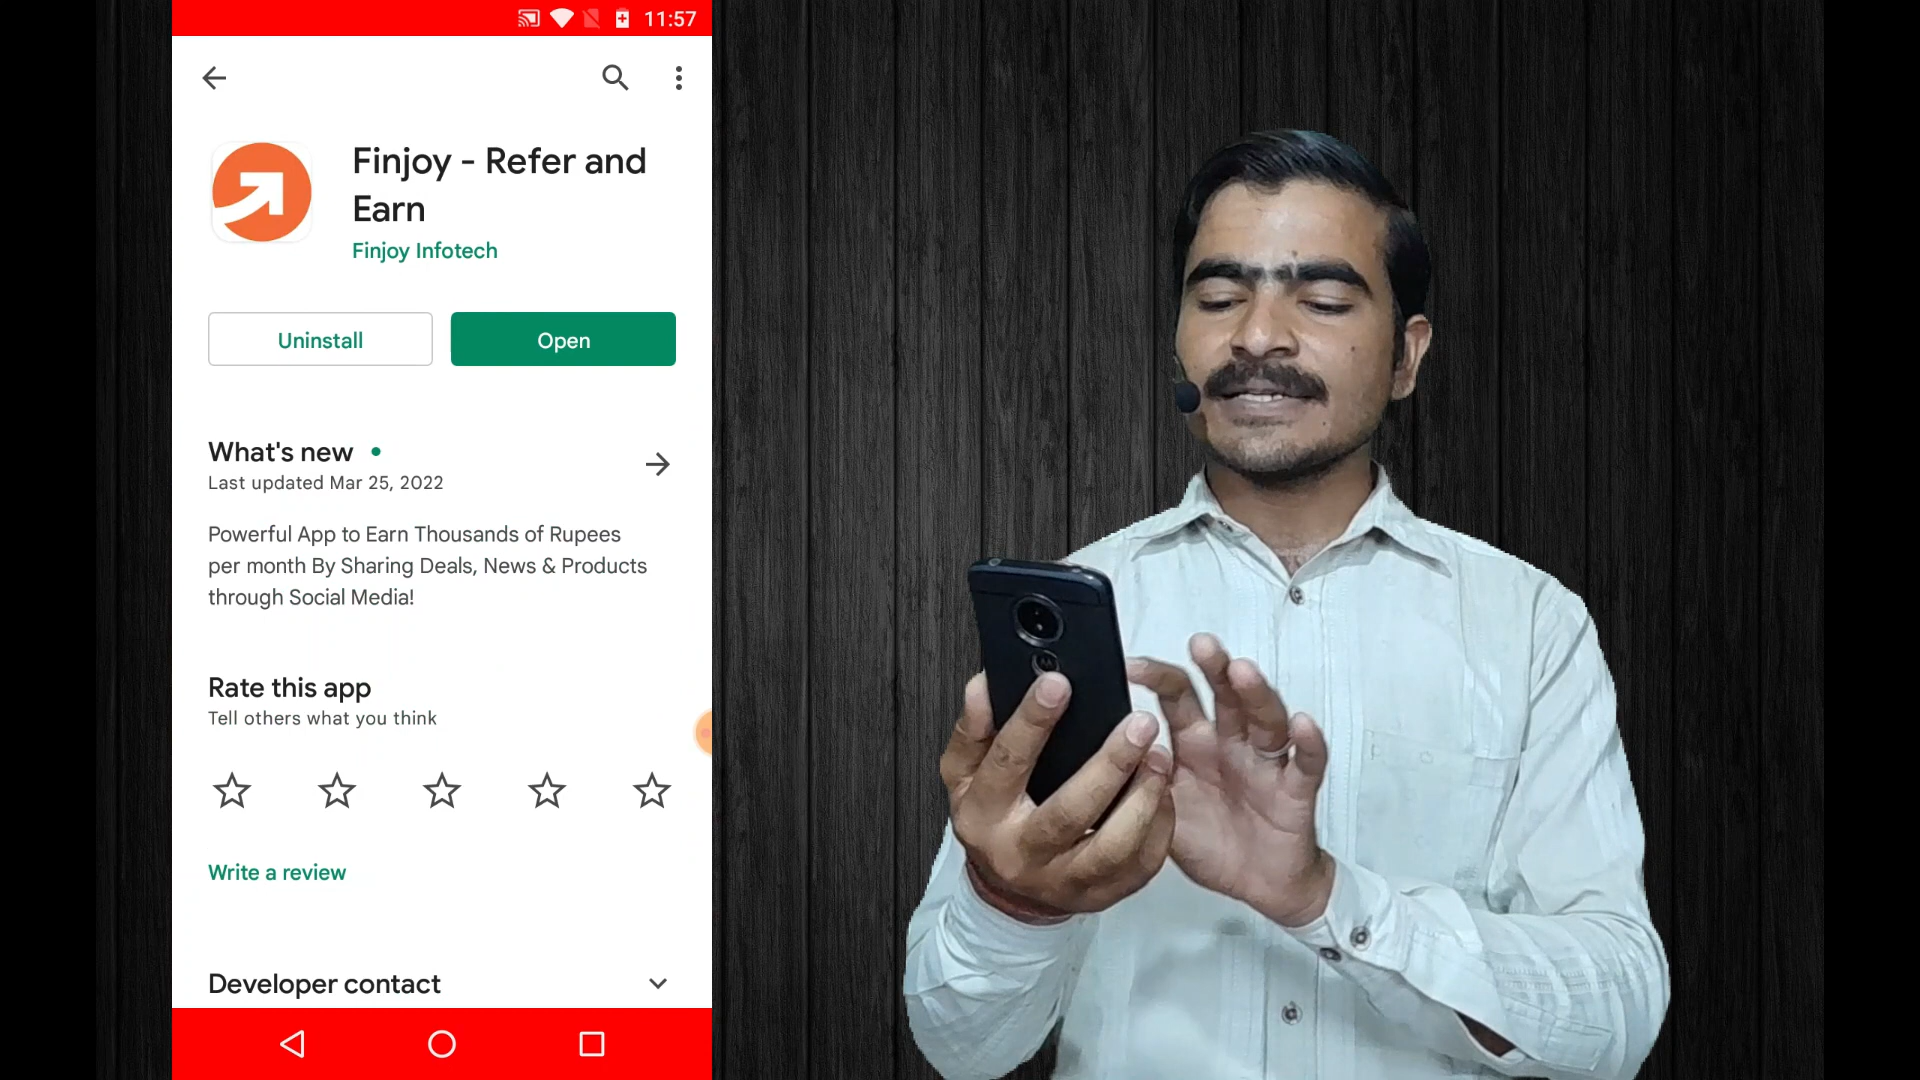 11:57
Finjoy - Refer and
Earn
Finjoy Infotech
Uninstall
Open
What's new
Last updated Mar 25, 2022
Powerful App to Earn Thousands of Rupees
per month By Sharing Deals, News & Products
through Social Media!
Rate this app
Tell others what you think
Write a review
Developer contact